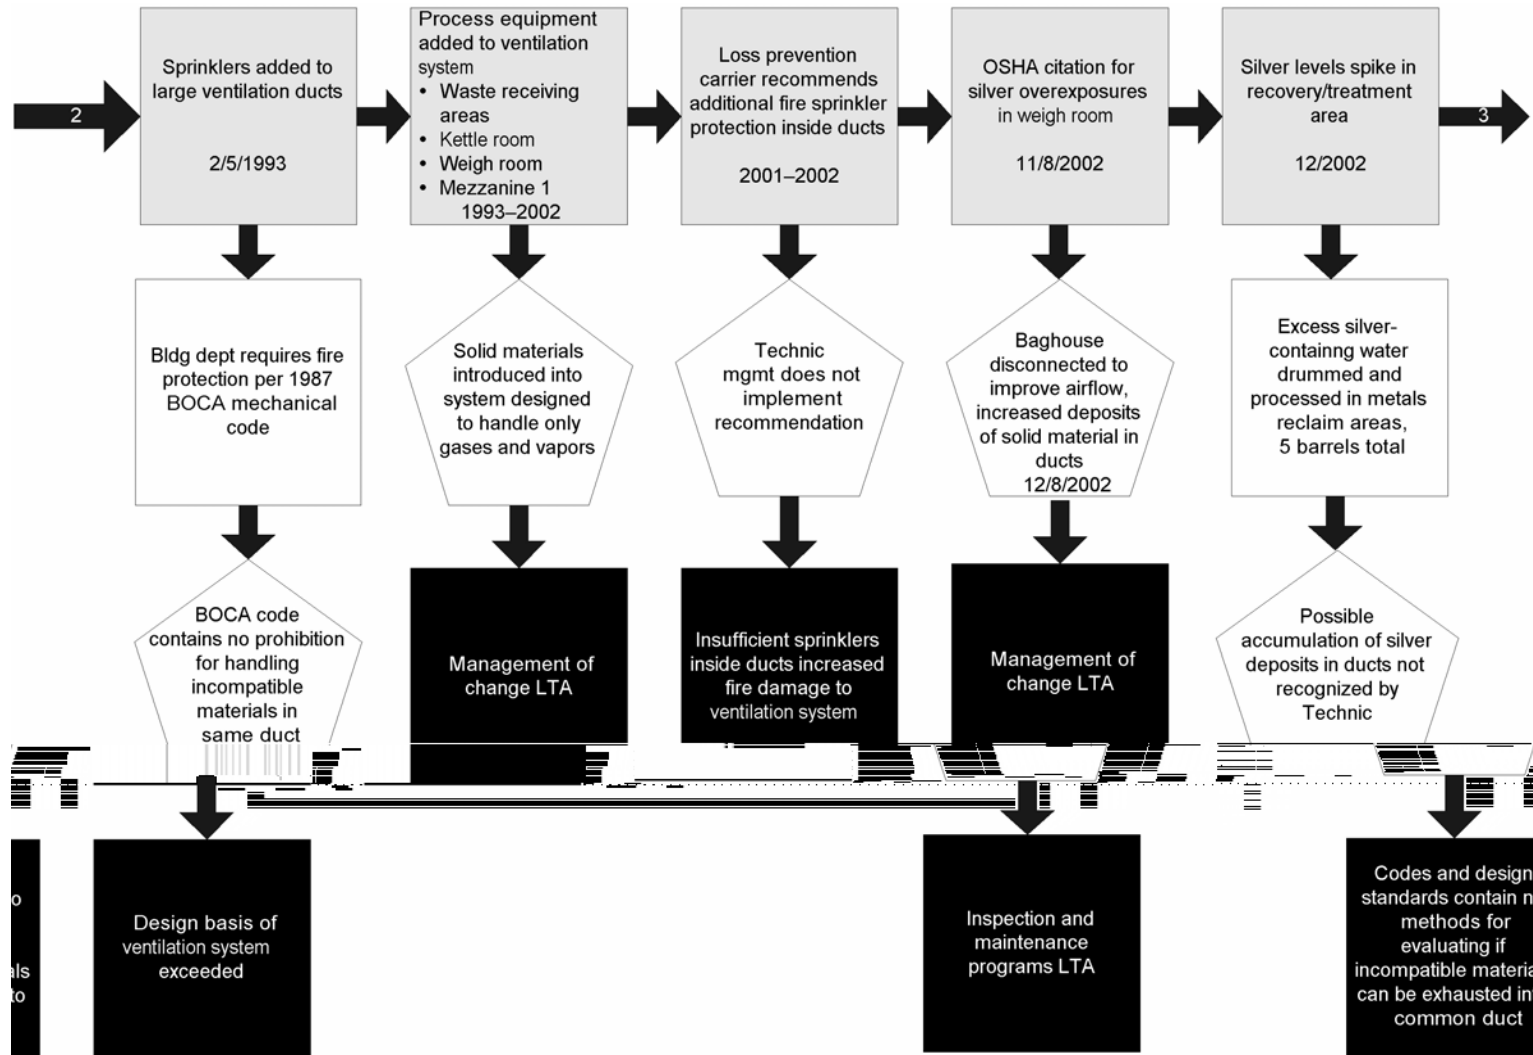 2
Sprinklers added to
large ventilation ducts
2/5/1993
Process equipment
added to ventilation
system
• Waste receiving
areas
• Kettle room
• Weigh room
• Mezzanine 1
1993–2002
Loss prevention
carrier recommends
additional fire sprinkler
protection inside ducts
2001–2002
OSHA citation for
silver overexposures
in weigh room
11/8/2002
Silver levels spike in
recovery/treatment
area
12/2002
3
Bldg dept requires fire
protection per 1987
BOCA mechanical
code
Solid materials
introduced into
system designed
to handle only
gases and vapors
Technic
mgmt does not
implement
recommendation
Baghouse
disconnected to
improve airflow,
increased deposits
of solid material in
ducts
12/8/2002
Excess silver-
containng water
drummed and
processed in metals
reclaim areas,
5 barrels total
BOCA code
contains no prohibition
for handling
incompatible
materials in
same duct
Management of
change LTA
Insufficient sprinklers
inside ducts increased
fire damage to
ventilation system
Management of
change LTA
Possible
accumulation of silver
deposits in ducts not
recognized by
Technic
o
als
to
Design basis of
ventilation system
exceeded
Inspection and
maintenance
programs LTA
Codes and design
standards contain n
methods for
evaluating if
incompatible materia
can be exhausted in
common duct